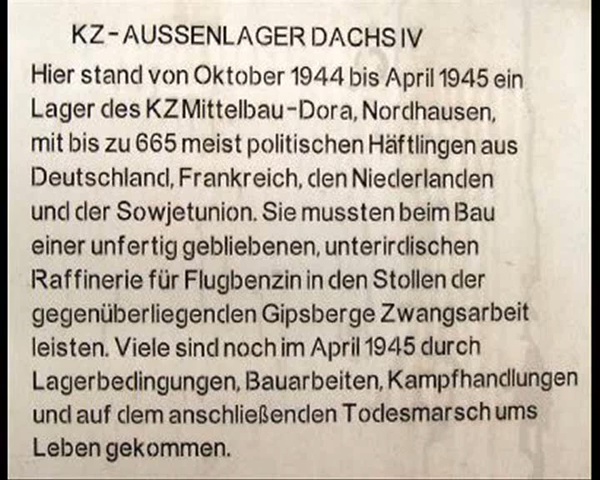 KZ-AUSSENLAGER DACHS IV
Hier stand von Oktober 1944 bis April 1945 ein
Lager des KZ Mittelbau-Dora, Nordhausen,
mit bis zu 665 meist politischen Häftlingen aus
Deutschland, Frankreich, den Niederlanden
und der Sowjetunion. Sie mussten beim Bau
einer unfertig gebliebenen, unterirdischen
Raffinerie für Flugbenzin in den Stollen der
gegenüberliegenden Gipsberge Zwangsarbeit
leisten. Viele sind noch im April 1945 durch
Lagerbedingungen, Bauarbeiten, Kampfhandlungen
und auf dem anschließenden Todesmarsch ums
Leben gekommen.